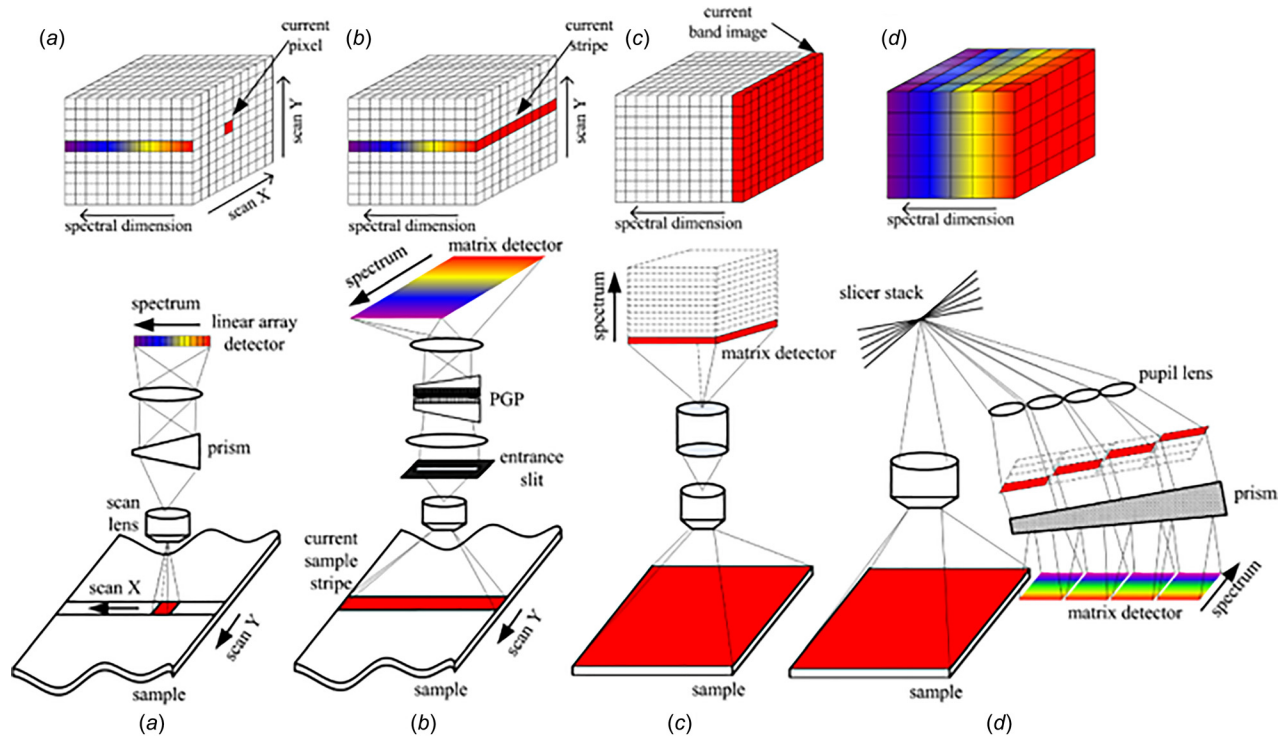 (a)
current
pixel
scan Y
scan X
spectral dimension
(b)
current
stripe
scan Y
spectral dimension
(c)
current
band image
spectral dimension
(d)
spectral dimension
spectrum
linear array
detector
prism
scan
lens
scan X
scan Y
sample
(a)
matrix detector
spectrum
PGP
entrance
slit
current
sample
stripe
scan Y
sample
(b)
spectrum
matrix detector
sample
(c)
slicer stack
pupil lens
prism
matrix detector
spectrum
sample
(d)